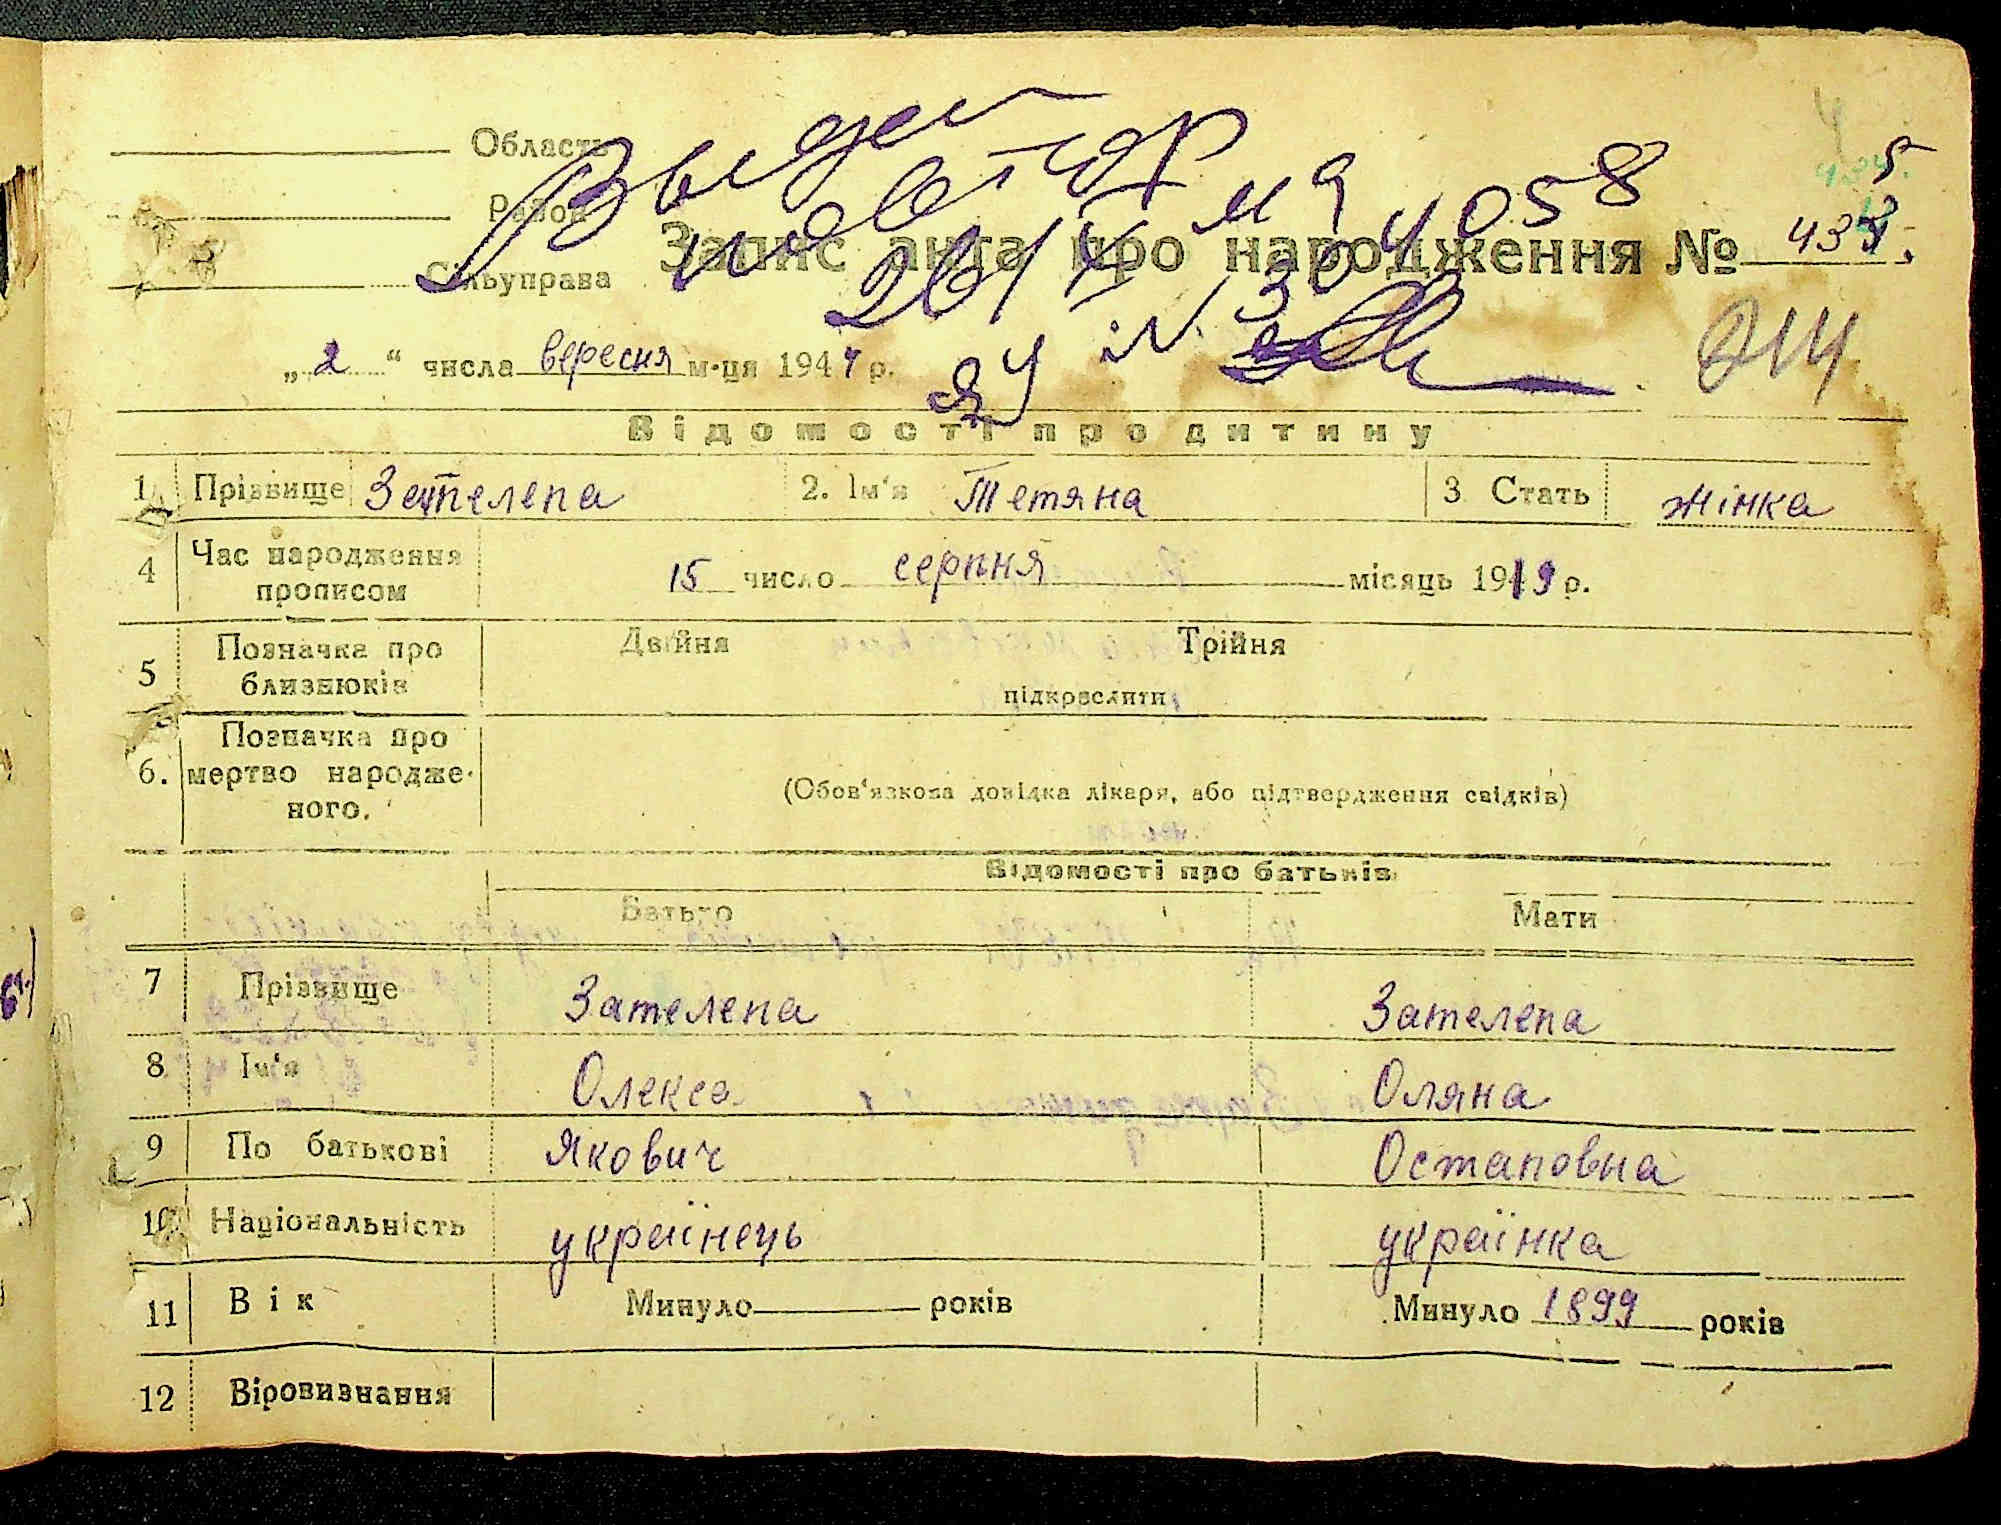 Область
Район
Сільуправа
Запис акта про народження №
„2“ числа вересня м-ця 1944 р.
Відомості про дитину
1 Прізвище Зателепа 2. Ім'я Тетяна 3 Стать жінка
4 Час народження прописом 15 число серпня місяць 1919 р.
5 Позначка про близнюків Двійня Трійня
підкреслити
6. Позначка про мертво народженого. (Обов'язкова довідка лікаря, або підтвердження свідків)
Відомості про батьків
Батько Мати
7 Прізвище Зателепа Зателепа
8 Ім'я Олекса Оляна
9 По батькові Якович Остаповна
10 Національність українець українка
11 Вік Минуло років Минуло 1899 років
12 Віровизнання